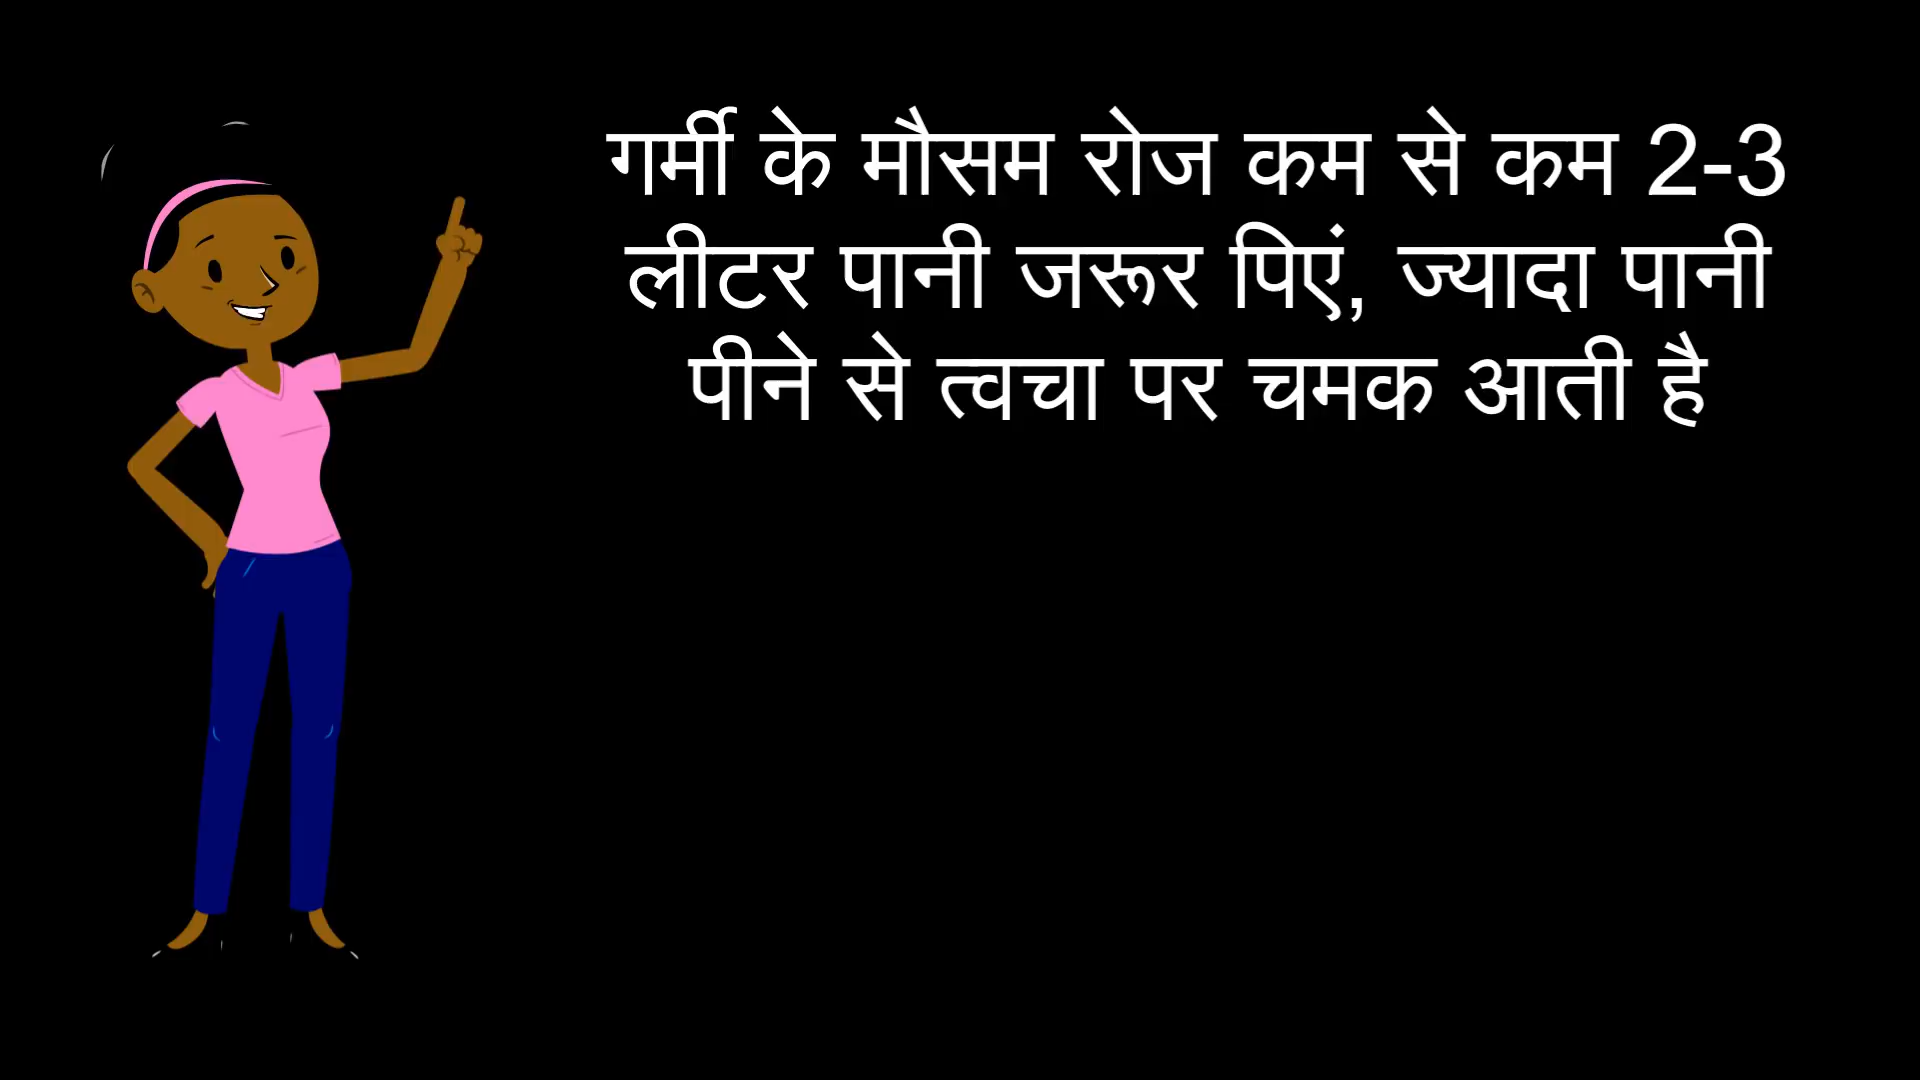 गर्मी के मौसम रोज कम से कम 2-3
लीटर पानी जरूर पिएं, ज्यादा पानी
पीने से त्वचा पर चमक आती है